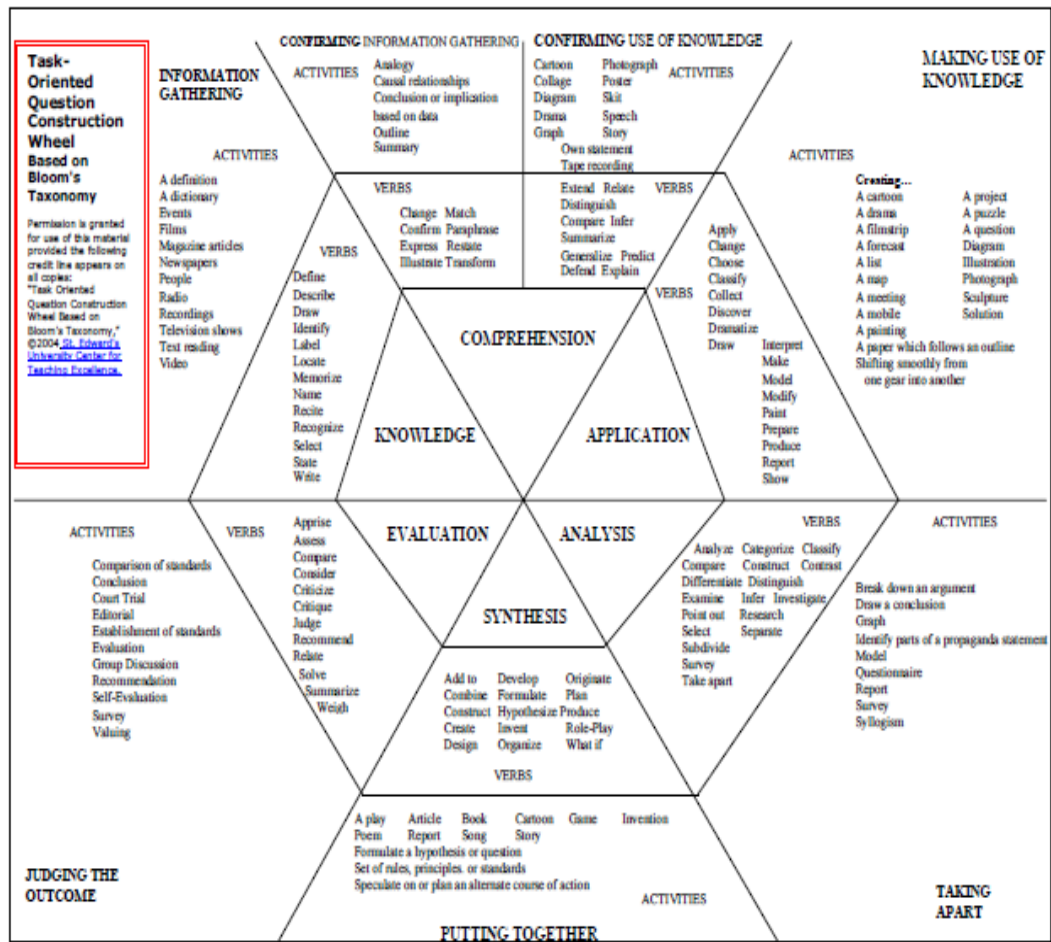 Task-
Oriented
Question
Construction
Wheel
Based on
Bloom's
Taxonomy
Permission is granted
for use of this material
provided the following
credit line appears on
all copies:
"Task Oriented
Question Construction
Wheel Based on
Bloom's Taxonomy,"
©2004 St. Edward's
University Center for
Teaching Excellence.
INFORMATION
GATHERING
ACTIVITIES
A definition
A dictionary
Events
Films
Magazine articles
Newspapers
People
Radio
Recordings
Television shows
Text reading
Video
VERBS
Define
Describe
Draw
Identify
Label
Locate
Memorize
Name
Recite
Recognize
Select
State
Write
KNOWLEDGE
CONFIRMING INFORMATION GATHERING
ACTIVITIES
Analogy
Causal relationships
Conclusion or implication
based on data
Outline
Summary
VERBS
Change Match
Confirm Paraphrase
Express Restate
Illustrate Transform
CONFIRMING USE OF KNOWLEDGE
ACTIVITIES
Cartoon Photograph
Collage Poster
Diagram Skit
Drama Speech
Graph Story
Own statement
Tape recording
VERBS
Extend Relate
Distinguish
Compare Infer
Summarize
Generalize Predict
Defend Explain
COMPREHENSION
MAKING USE OF
KNOWLEDGE
ACTIVITIES
Creating...
A cartoon A project
A drama A puzzle
A filmstrip A question
A forecast Diagram
A list Illustration
A map Photograph
A meeting Sculpture
A mobile Solution
A painting
A paper which follows an outline
Shifting smoothly from
one gear into another
VERBS
Apply
Change
Choose
Classify
Collect
Discover
Dramatize
Draw Interpret
Make
Model
Modify
Paint
Prepare
Produce
Report
Show
APPLICATION
ACTIVITIES
Comparison of standards
Conclusion
Court Trial
Editorial
Establishment of standards
Evaluation
Group Discussion
Recommendation
Self-Evaluation
Survey
Valuing
VERBS
Apprise
Assess
Compare
Consider
Criticize
Critique
Judge
Recommend
Relate
Solve
Summarize
Weigh
EVALUATION
JUDGING THE
OUTCOME
ANALYSIS
VERBS
Analyze Categorize Classify
Compare Construct Contrast
Differentiate Distinguish
Examine Infer Investigate
Point out Research
Select Separate
Subdivide
Survey
Take apart
ACTIVITIES
Break down an argument
Draw a conclusion
Graph
Identify parts of a propaganda statement
Model
Questionnaire
Report
Survey
Syllogism
TAKING
APART
SYNTHESIS
Add to Develop Originate
Combine Formulate Plan
Construct Hypothesize Produce
Create Invent Role-Play
Design Organize What if
VERBS
A play Article Book Cartoon Game Invention
Poem Report Song Story
Formulate a hypothesis or question
Set of rules, principles. or standards
Speculate on or plan an alternate course of action
ACTIVITIES
PUTTING TOGETHER